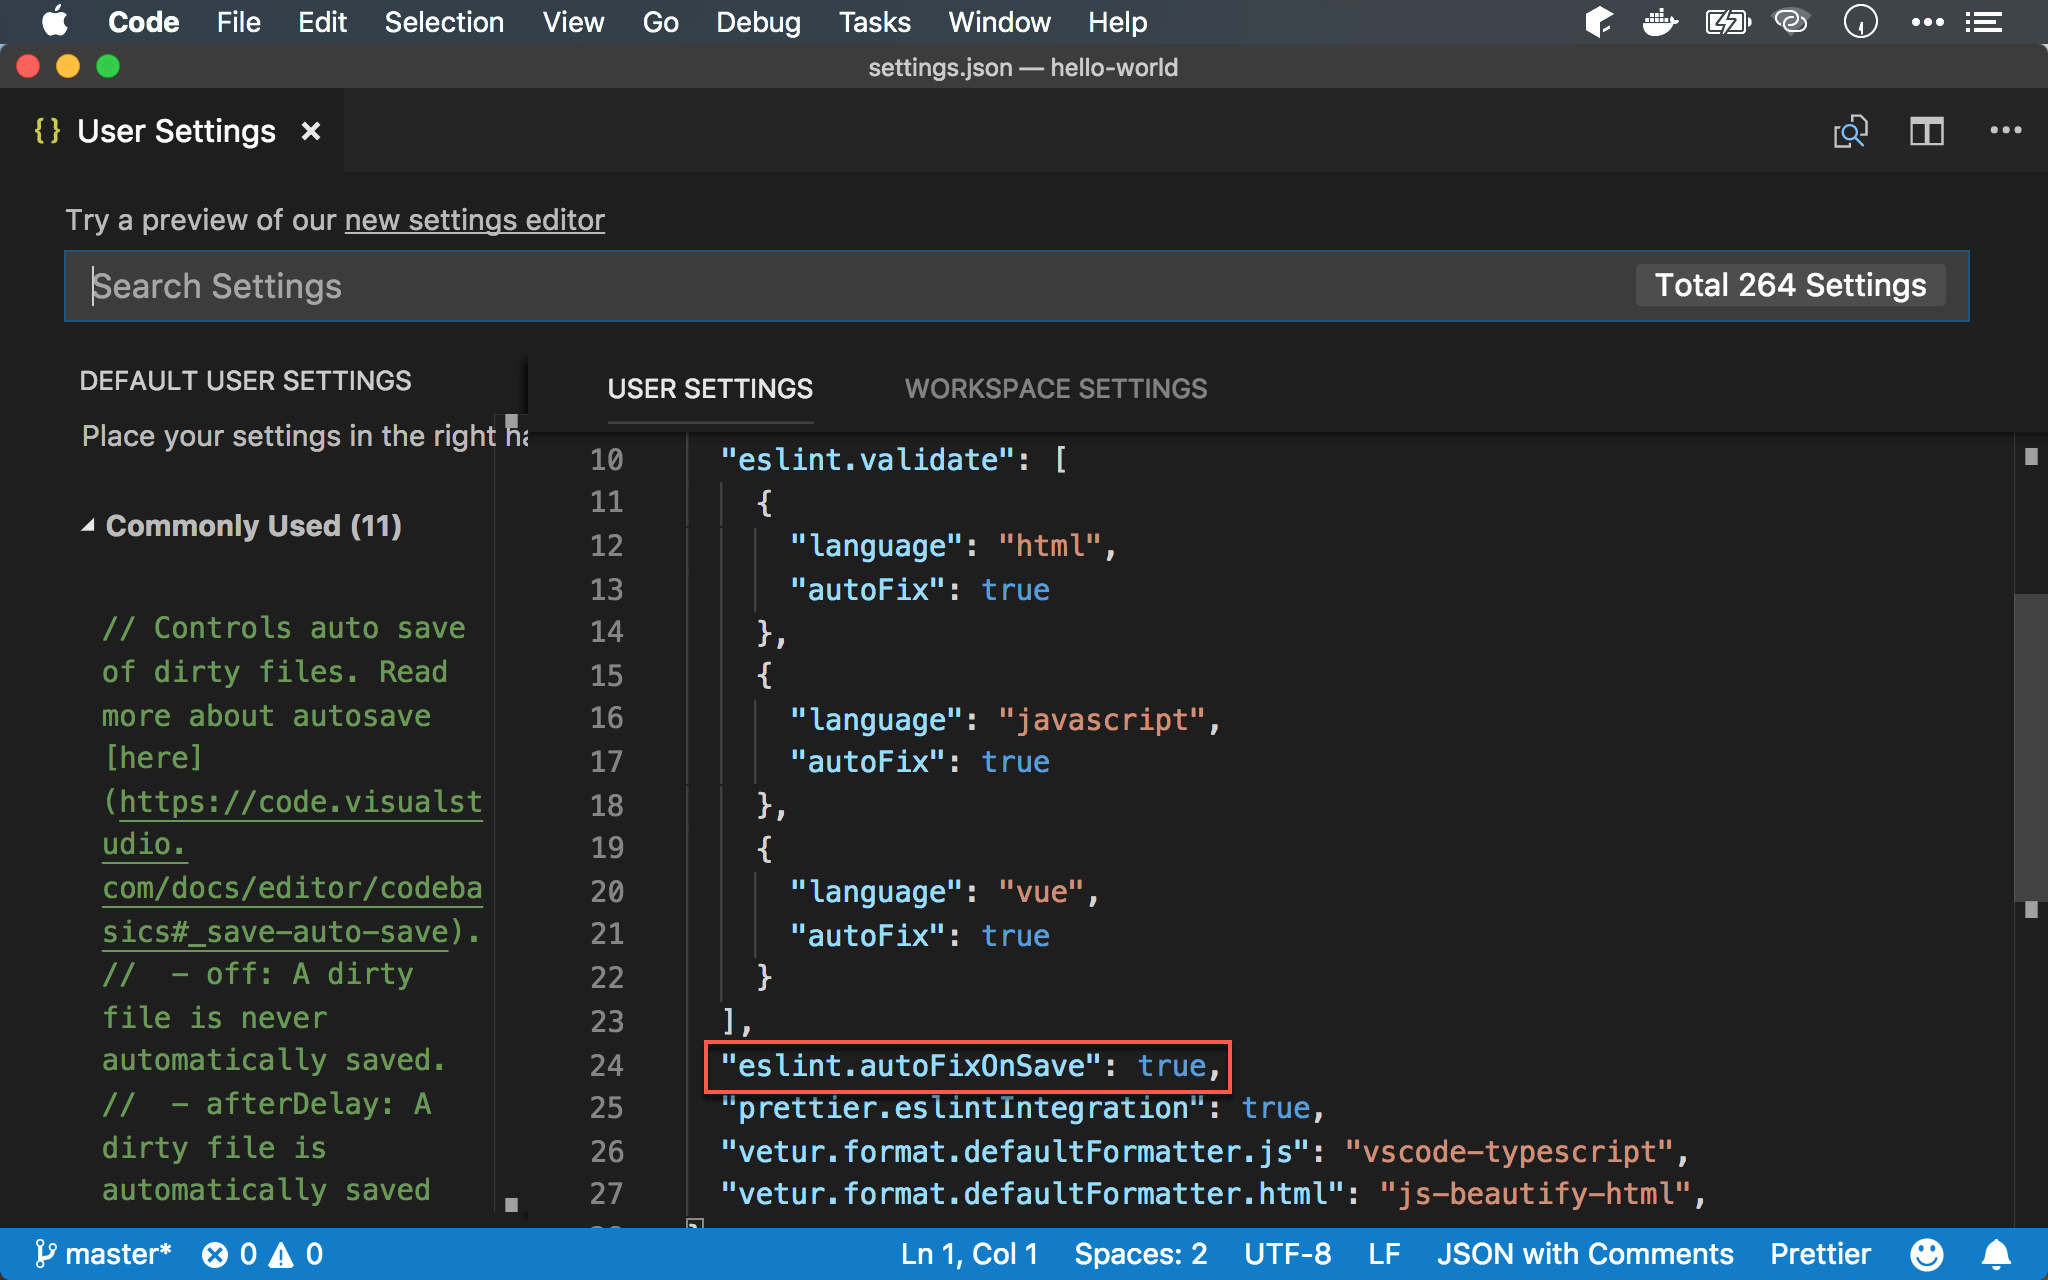 Code File Edit Selection View Go Debug Tasks Window Help
settings.json — hello-world
{} User Settings ×
Try a preview of our new settings editor
Search Settings Total 264 Settings
DEFAULT USER SETTINGS
Place your settings in the right
Commonly Used (11)
// Controls auto save
of dirty files. Read
more about autosave
[here]
(https://code.visualst
udio.
com/docs/editor/codeba
sics#_save-auto-save).
//  - off: A dirty
file is never
automatically saved.
//  - afterDelay: A
dirty file is
automatically saved
USER SETTINGS WORKSPACE SETTINGS
10 "eslint.validate": [
11 {
12 "language": "html",
13 "autoFix": true
14 },
15 {
16 "language": "javascript",
17 "autoFix": true
18 },
19 {
20 "language": "vue",
21 "autoFix": true
22 }
23 ],
24 "eslint.autoFixOnSave": true,
25 "prettier.eslintIntegration": true,
26 "vetur.format.defaultFormatter.js": "vscode-typescript",
27 "vetur.format.defaultFormatter.html": "js-beautify-html",
master* 0 0 Ln 1, Col 1 Spaces: 2 UTF-8 LF JSON with Comments Prettier